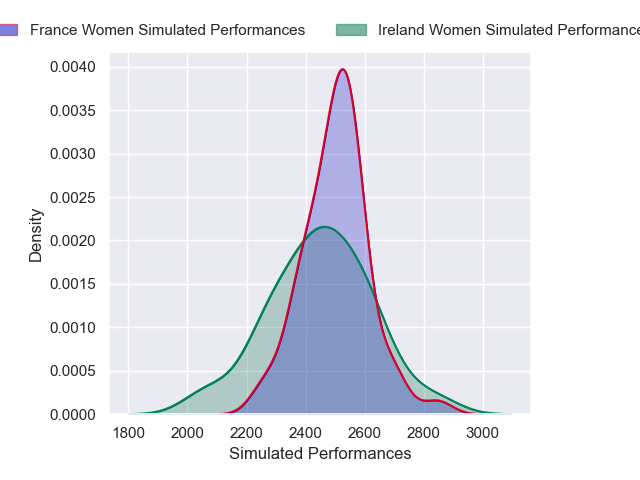 France Women Simulated Performances
Ireland Women Simulated Performance
0.0040
0.0035
0.0030
0.0025
0.0020
0.0015
0.0010
0.0005
0.0000
Density
1800 2000 2200 2400 2600 2800 3000
Simulated Performances